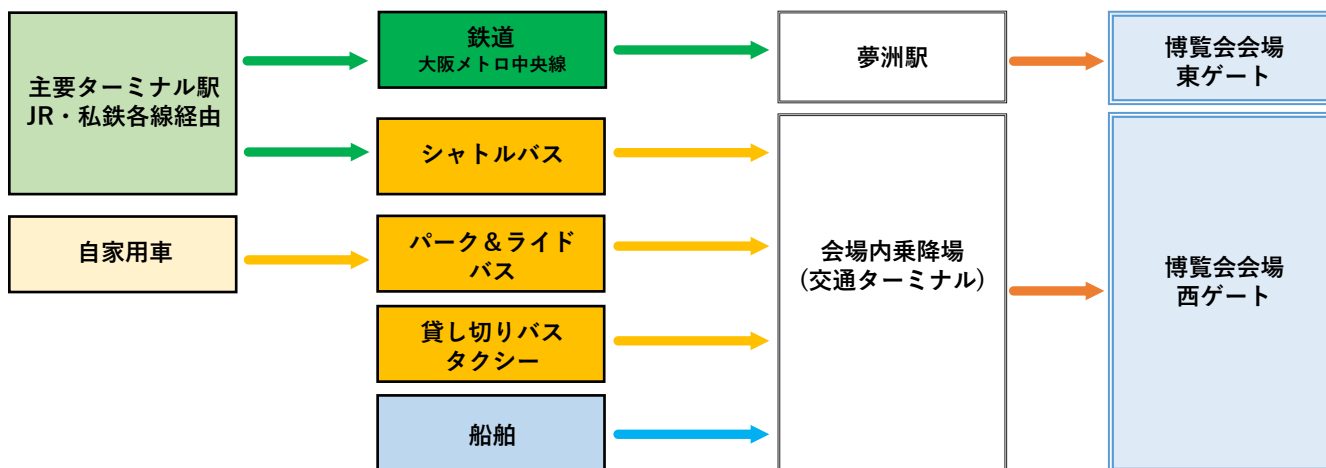 主要ターミナル駅
JR・私鉄各線経由
鉄道
大阪メトロ中央線
夢洲駅
博覧会会場
東ゲート
シャトルバス
自家用車
パーク＆ライド
バス
会場内乗降場
(交通ターミナル)
博覧会会場
西ゲート
貸し切りバス
タクシー
船舶